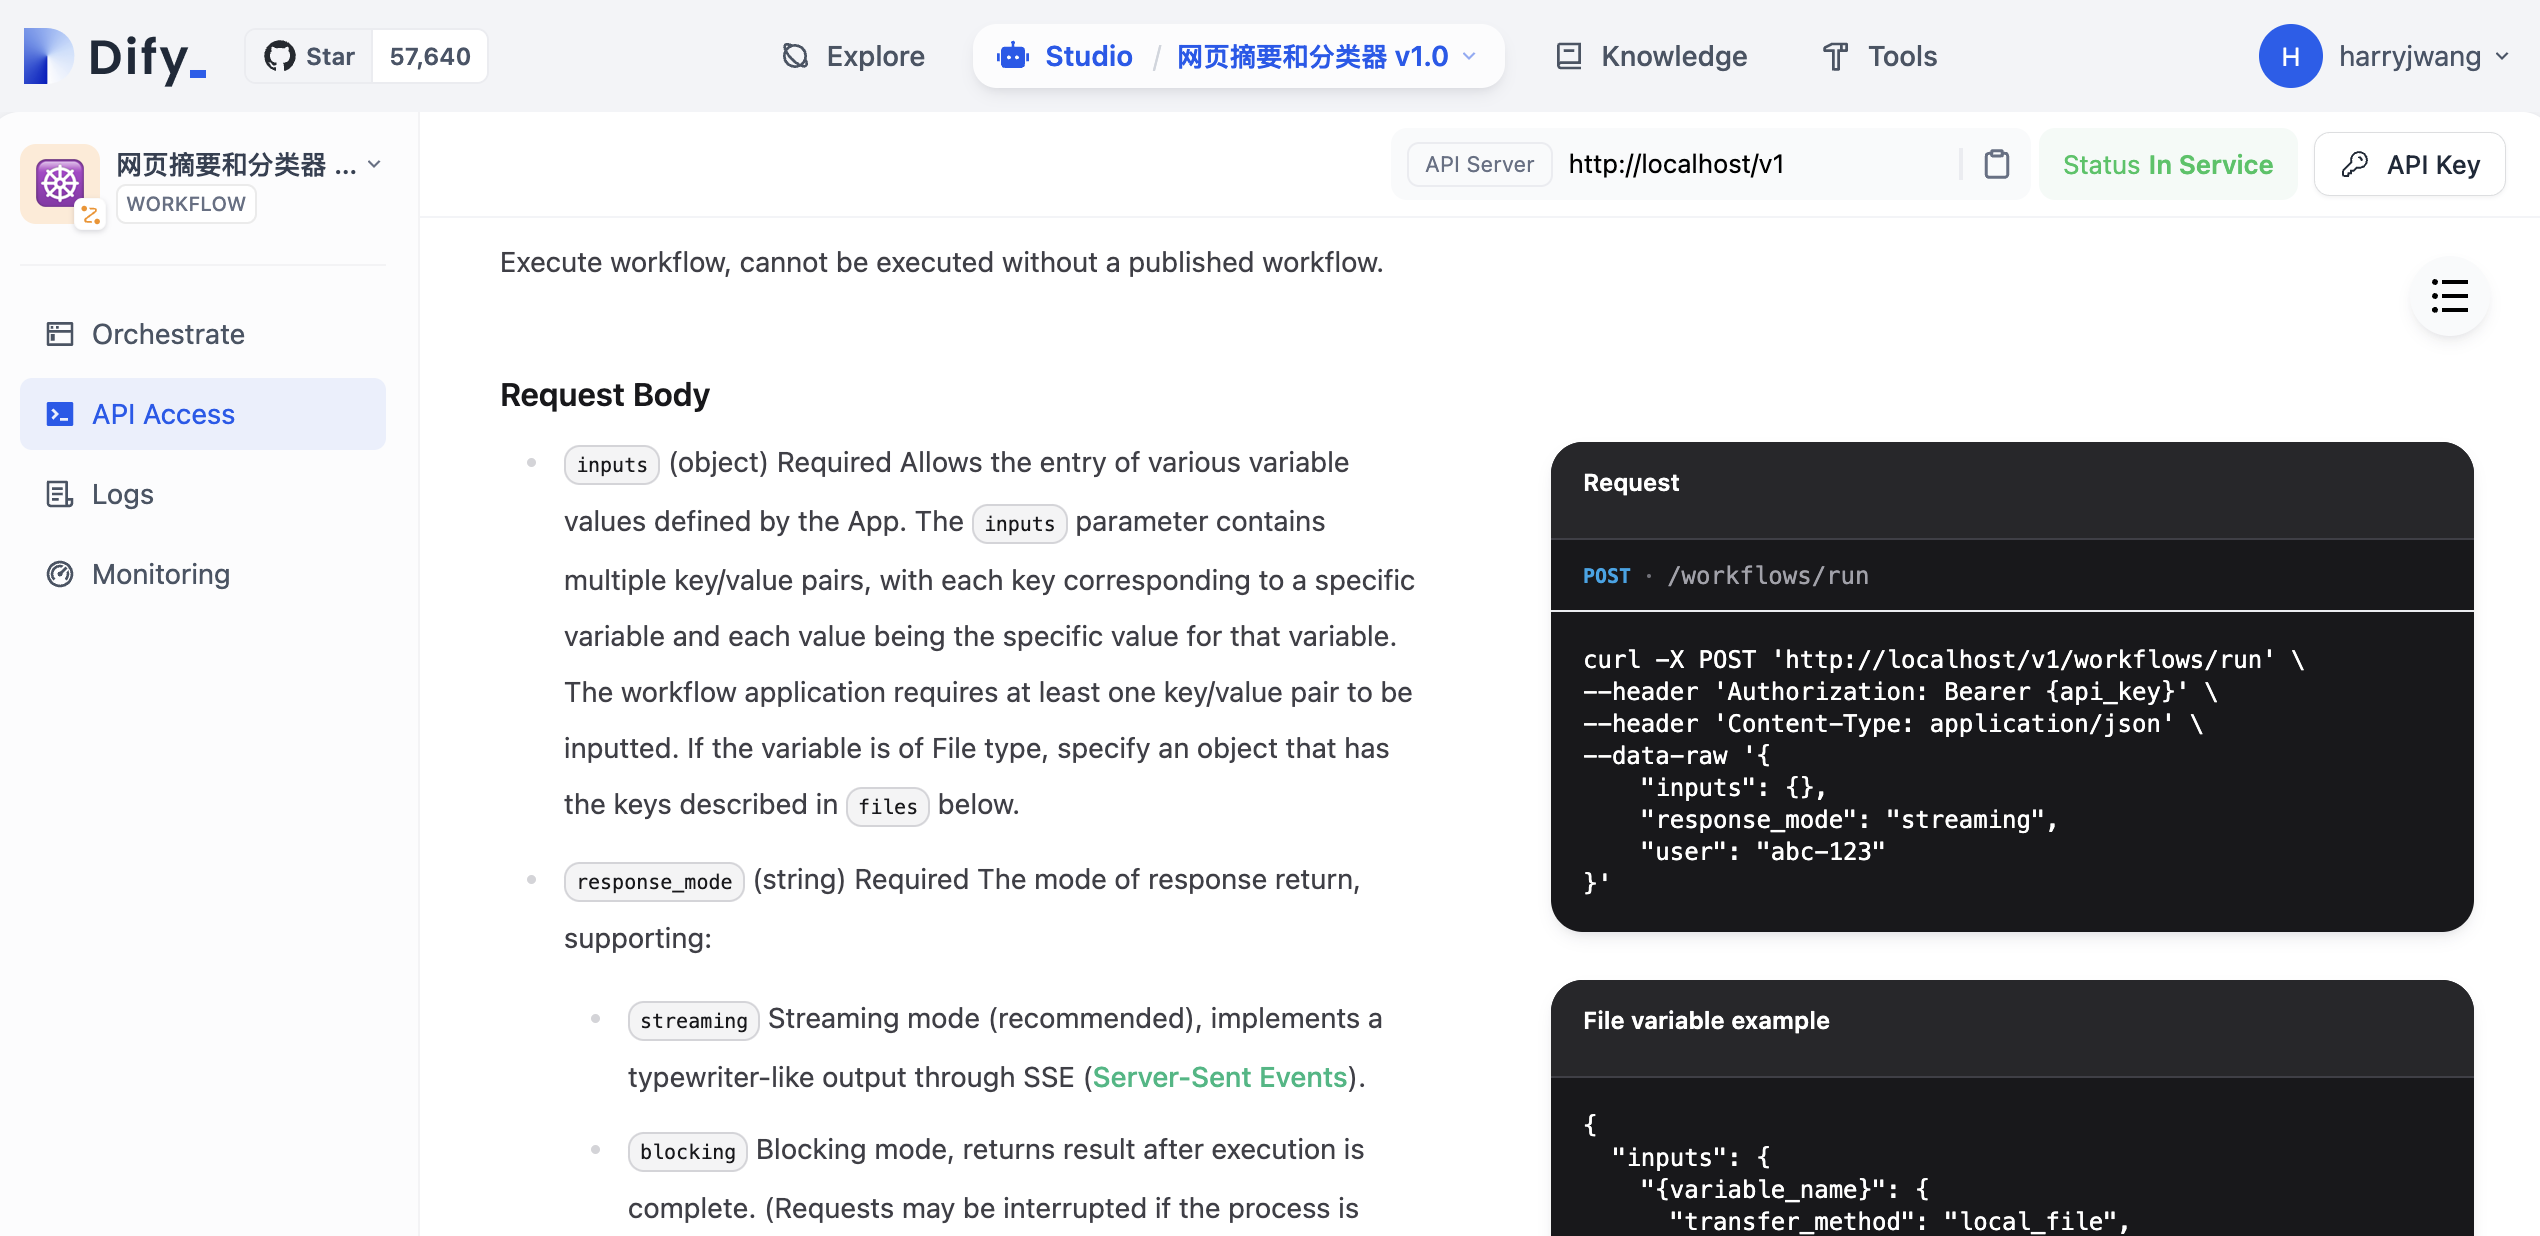 Dify_
Star 57,640
Explore
Studio / 网页摘要和分类器 v1.0
Knowledge
Tools
H harryjwang
网页摘要和分类器 ...
WORKFLOW
Orchestrate
API Access
Logs
Monitoring
API Server http://localhost/v1
Status In Service
API Key
Execute workflow, cannot be executed without a published workflow.
Request Body
inputs (object) Required Allows the entry of various variable
values defined by the App. The inputs parameter contains
multiple key/value pairs, with each key corresponding to a specific
variable and each value being the specific value for that variable.
The workflow application requires at least one key/value pair to be
inputted. If the variable is of File type, specify an object that has
the keys described in files below.
response_mode (string) Required The mode of response return,
supporting:
streaming Streaming mode (recommended), implements a
typewriter-like output through SSE (Server-Sent Events).
blocking Blocking mode, returns result after execution is
complete. (Requests may be interrupted if the process is
Request
POST · /workflows/run
curl -X POST 'http://localhost/v1/workflows/run' \
--header 'Authorization: Bearer {api_key}' \
--header 'Content-Type: application/json' \
--data-raw '{
"inputs": {},
"response_mode": "streaming",
"user": "abc-123"
}'
File variable example
{
"inputs": {
"{variable_name}": {
"transfer_method": "local_file",